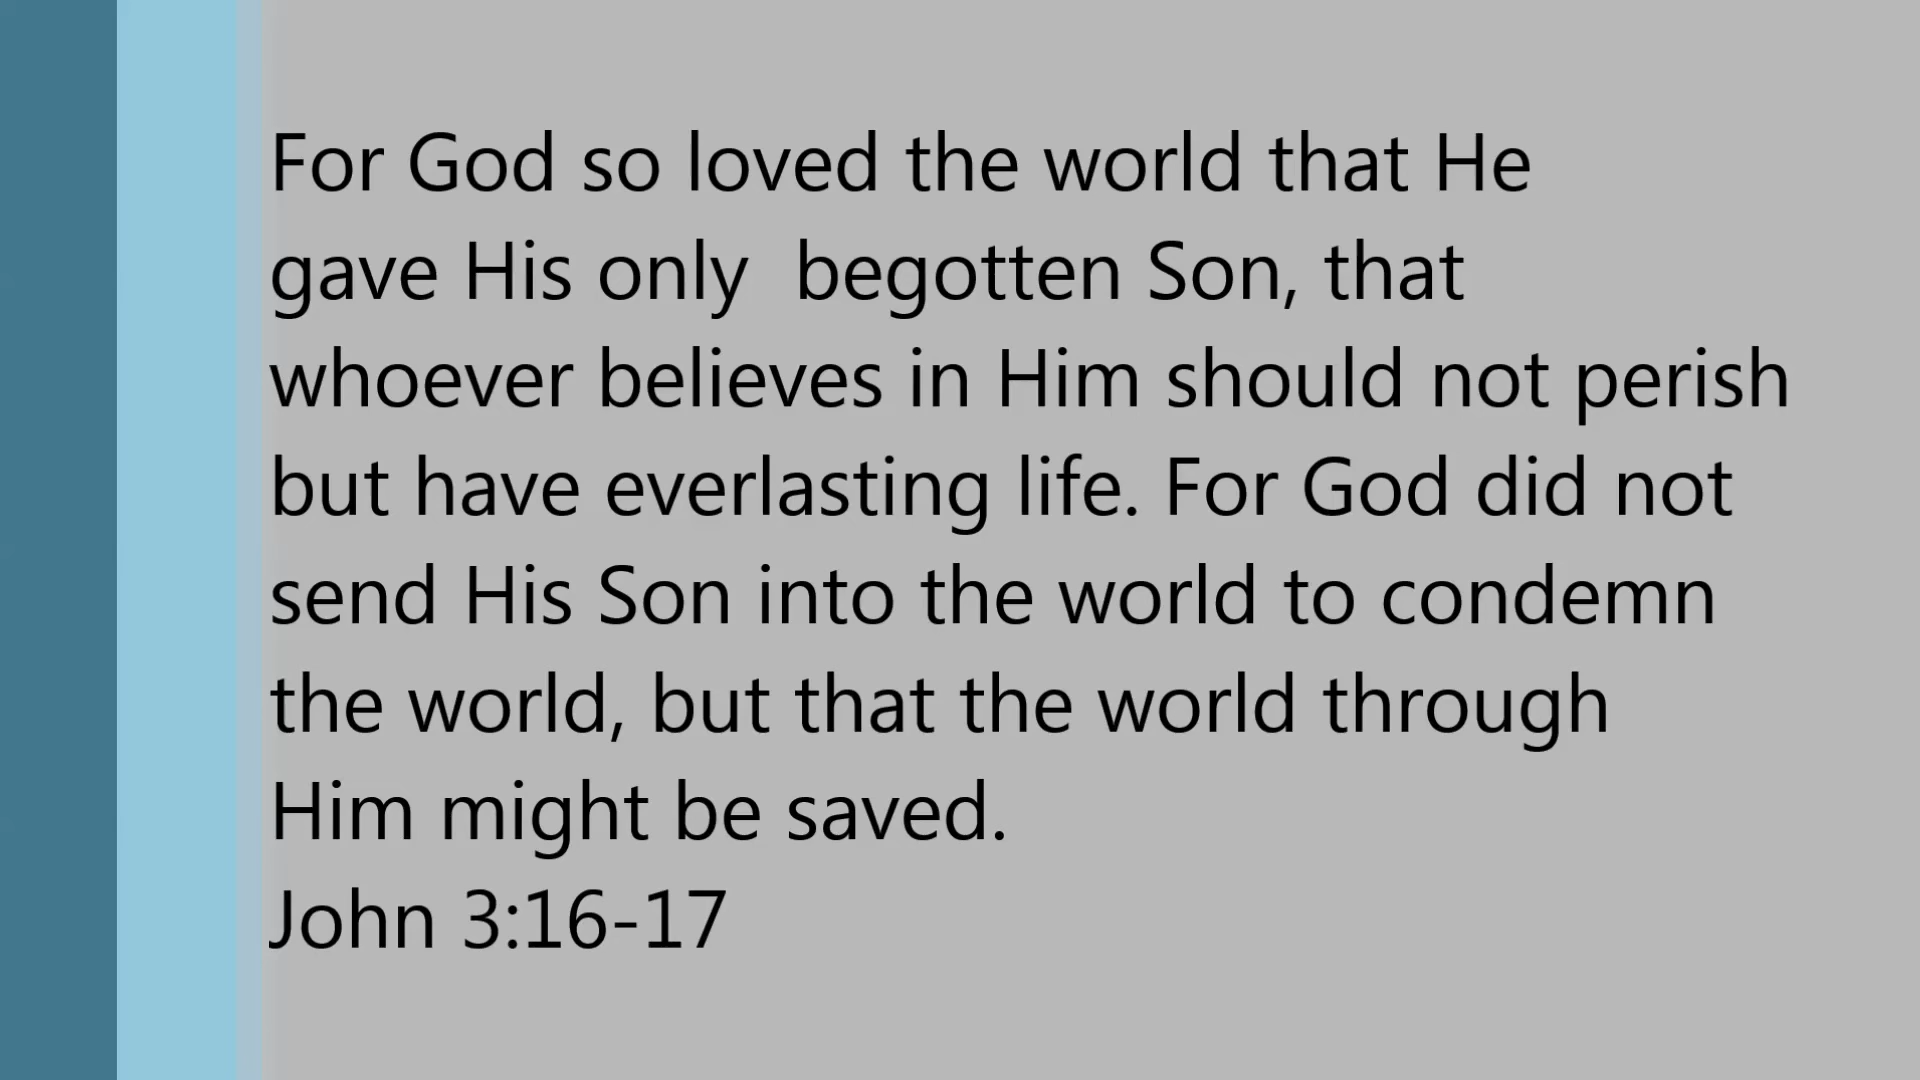 For God so loved the world that He
gave His only  begotten Son, that
whoever believes in Him should not perish
but have everlasting life. For God did not
send His Son into the world to condemn
the world, but that the world through
Him might be saved.
John 3:16-17